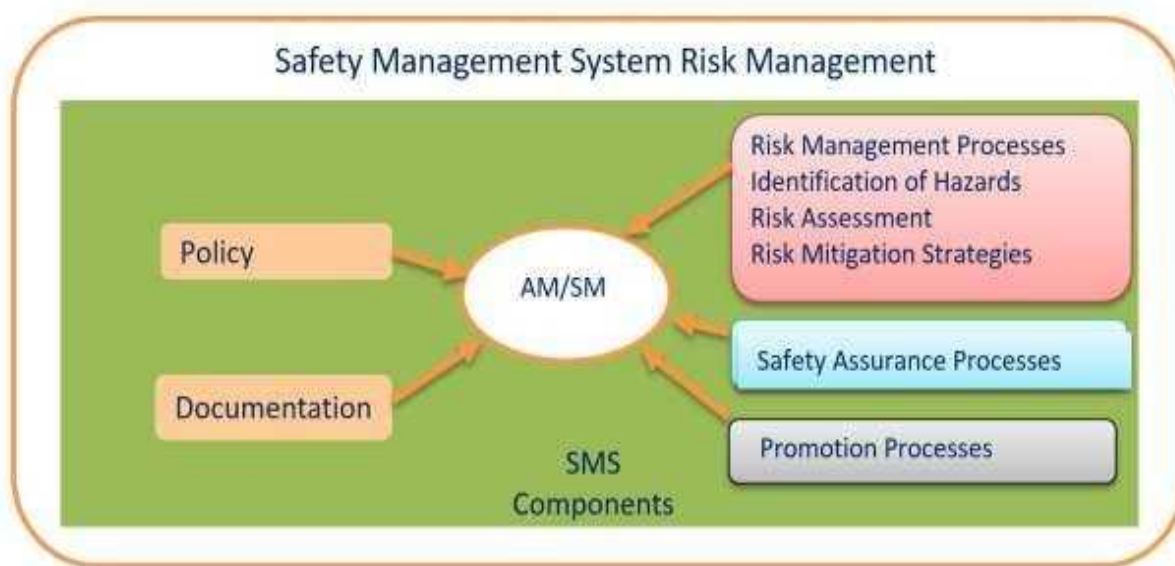 Safety Management System Risk Management
Policy
Documentation
AM/SM
Risk Management Processes
Identification of Hazards
Risk Assessment
Risk Mitigation Strategies
Safety Assurance Processes
Promotion Processes
SMS
Components